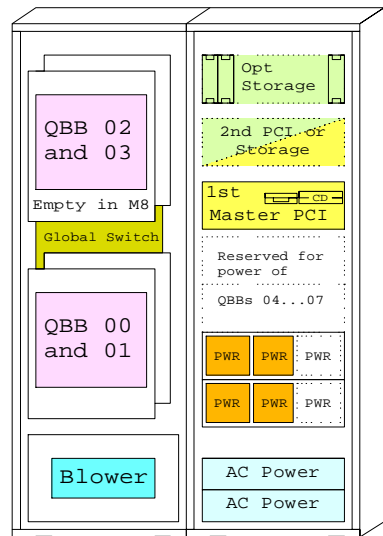 QBB 02
and 03
Empty in M8
Global Switch
QBB 00
and 01
Blower
Opt
Storage
2nd PCI or
Storage
1st
CD
Master PCI
Reserved for
power of
QBBs 04...07
PWR PWR PWR
PWR PWR PWR
AC Power
AC Power